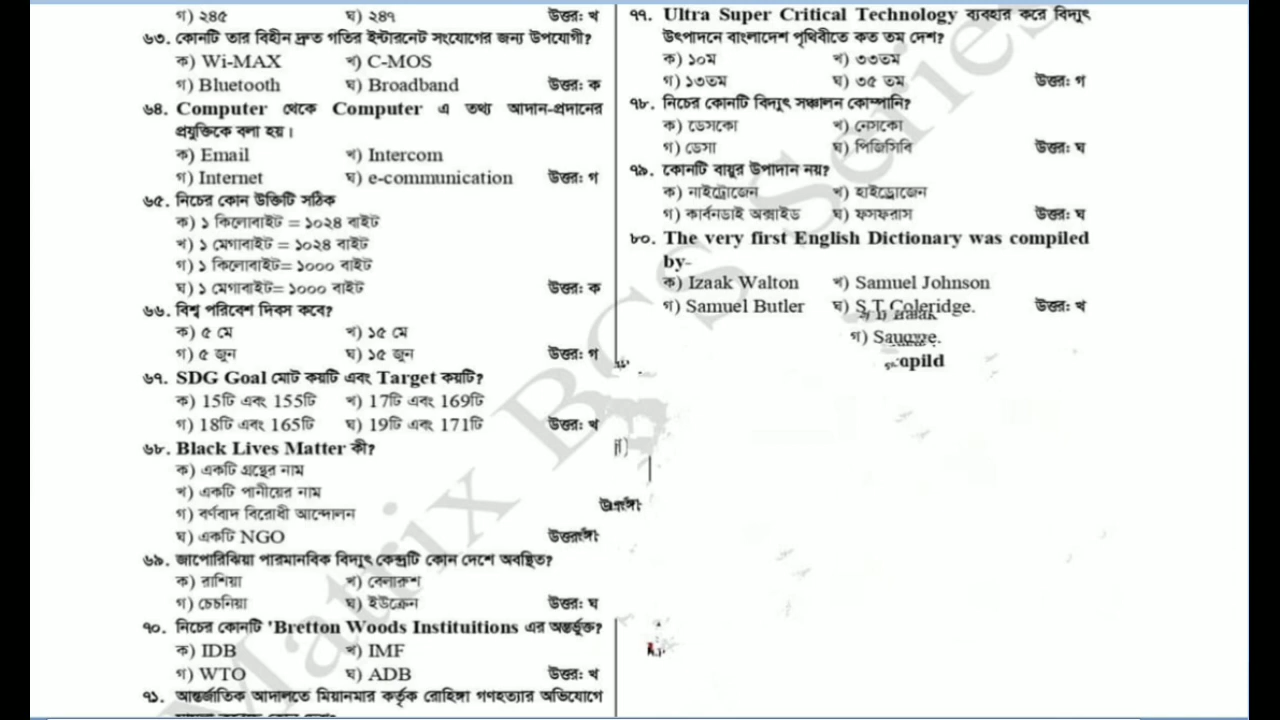 গ) ২৪৫ ঘ) ২৪৭ উত্তর: খ
৬৩. কোনটি তার বিহীন দ্রুত গতির ইন্টারনেট সংযোগের জন্য উপযোগী?
ক) Wi-MAX খ) C-MOS
গ) Bluetooth ঘ) Broadband উত্তর: ক
৬৪. Computer থেকে Computer এ তথ্য আদান-প্রদানের
প্রযুক্তিকে বলা হয়।
ক) Email খ) Intercom
গ) Internet ঘ) e-communication উত্তর: গ
৬৫. নিচের কোন উক্তিটি সঠিক
ক) ১ কিলোবাইট = ১০২৪ বাইট
খ) ১ মেগাবাইট = ১০২৪ বাইট
গ) ১ কিলোবাইট= ১০০০ বাইট
ঘ) ১ মেগাবাইট= ১০০০ বাইট উত্তর: ক
৬৬. বিশ্ব পরিবেশ দিবস কবে?
ক) ৫ মে খ) ১৫ মে
গ) ৫ জুন ঘ) ১৫ জুন উত্তর: গ
৬৭. SDG Goal মোট কয়টি এবং Target কয়টি?
ক) 15টি এবং 155টি খ) 17টি এবং 169টি
গ) 18টি এবং 165টি ঘ) 19টি এবং 171টি উত্তর: খ
৬৮. Black Lives Matter কী?
ক) একটি গ্রন্থের নাম
খ) একটি পানীয়ের নাম
গ) বর্ণবাদ বিরোধী আন্দোলন
ঘ) একটি NGO
৬৯. জাপোরিঝিয়া পারমানবিক বিদ্যুৎ কেন্দ্রটি কোন দেশে অবস্থিত?
ক) রাশিয়া খ) বেলারুশ
গ) চেচনিয়া ঘ) ইউক্রেন উত্তর: ঘ
৭০. নিচের কোনটি 'Bretton Woods Instituitions এর অন্তর্ভুক্ত?
ক) IDB খ) IMF
গ) WTO ঘ) ADB উত্তর: খ
৭১. আন্তর্জাতিক আদালতে মিয়ানমার কর্তৃক রোহিঙ্গা গণহত্যার অভিযোগে
৭৭. Ultra Super Critical Technology ব্যবহার করে বিদ্যুৎ
উৎপাদনে বাংলাদেশ পৃথিবীতে কত তম দেশ?
ক) ১০ম খ) ৩৩তম
গ) ১৩তম ঘ) ৩৫ তম উত্তর: গ
৭৮. নিচের কোনটি বিদ্যুৎ সঞ্চালন কোম্পানি?
ক) ডেসকো খ) নেসকো
গ) ডেসা ঘ) পিজিসিবি উত্তর: ঘ
৭৯. কোনটি বায়ুর উপাদান নয়?
ক) নাইট্রোজেন খ) হাইড্রোজেন
গ) কার্বনডাই অক্সাইড ঘ) ফসফরাস উত্তর: ঘ
৮০. The very first English Dictionary was compiled
by-
ক) Izaak Walton খ) Samuel Johnson
গ) Samuel Butler ঘ) S.T. Coleridge. উত্তর: খ
Matrix BCS Series